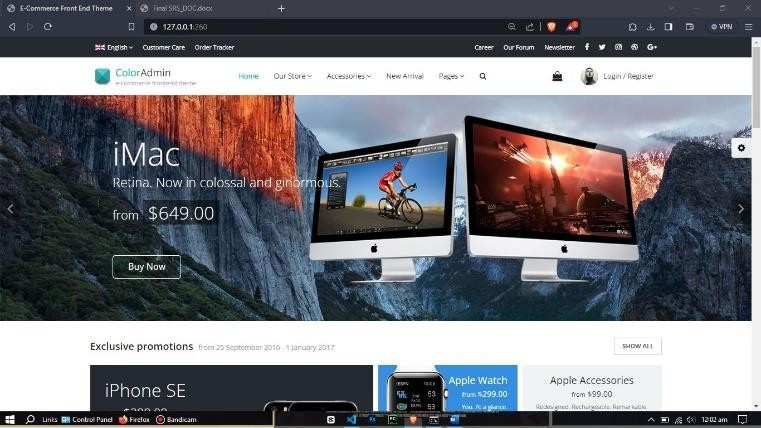 E-Commerce Front End Theme
Final SRS_DOC.docx
127.0.0.1:260
VPN
English
Customer Care
Order Tracker
Career
Our Forum
Newsletter
ColorAdmin
e-commerce frontend theme
Home
Our Store
Accessories
New Arrival
Pages
Login / Register
iMac
Retina. Now in colossal and ginormous.
from $649.00
Buy Now
Exclusive promotions from 25 September 2016 - 1 January 2017
SHOW ALL
iPhone SE
Apple Watch
from $299.00
You. At a glance.
Apple Accessories
from $99.00
Redesigned. Rechargeable. Remarkable.
Links
Control Panel
Firefox
Bandicam
12:02 am